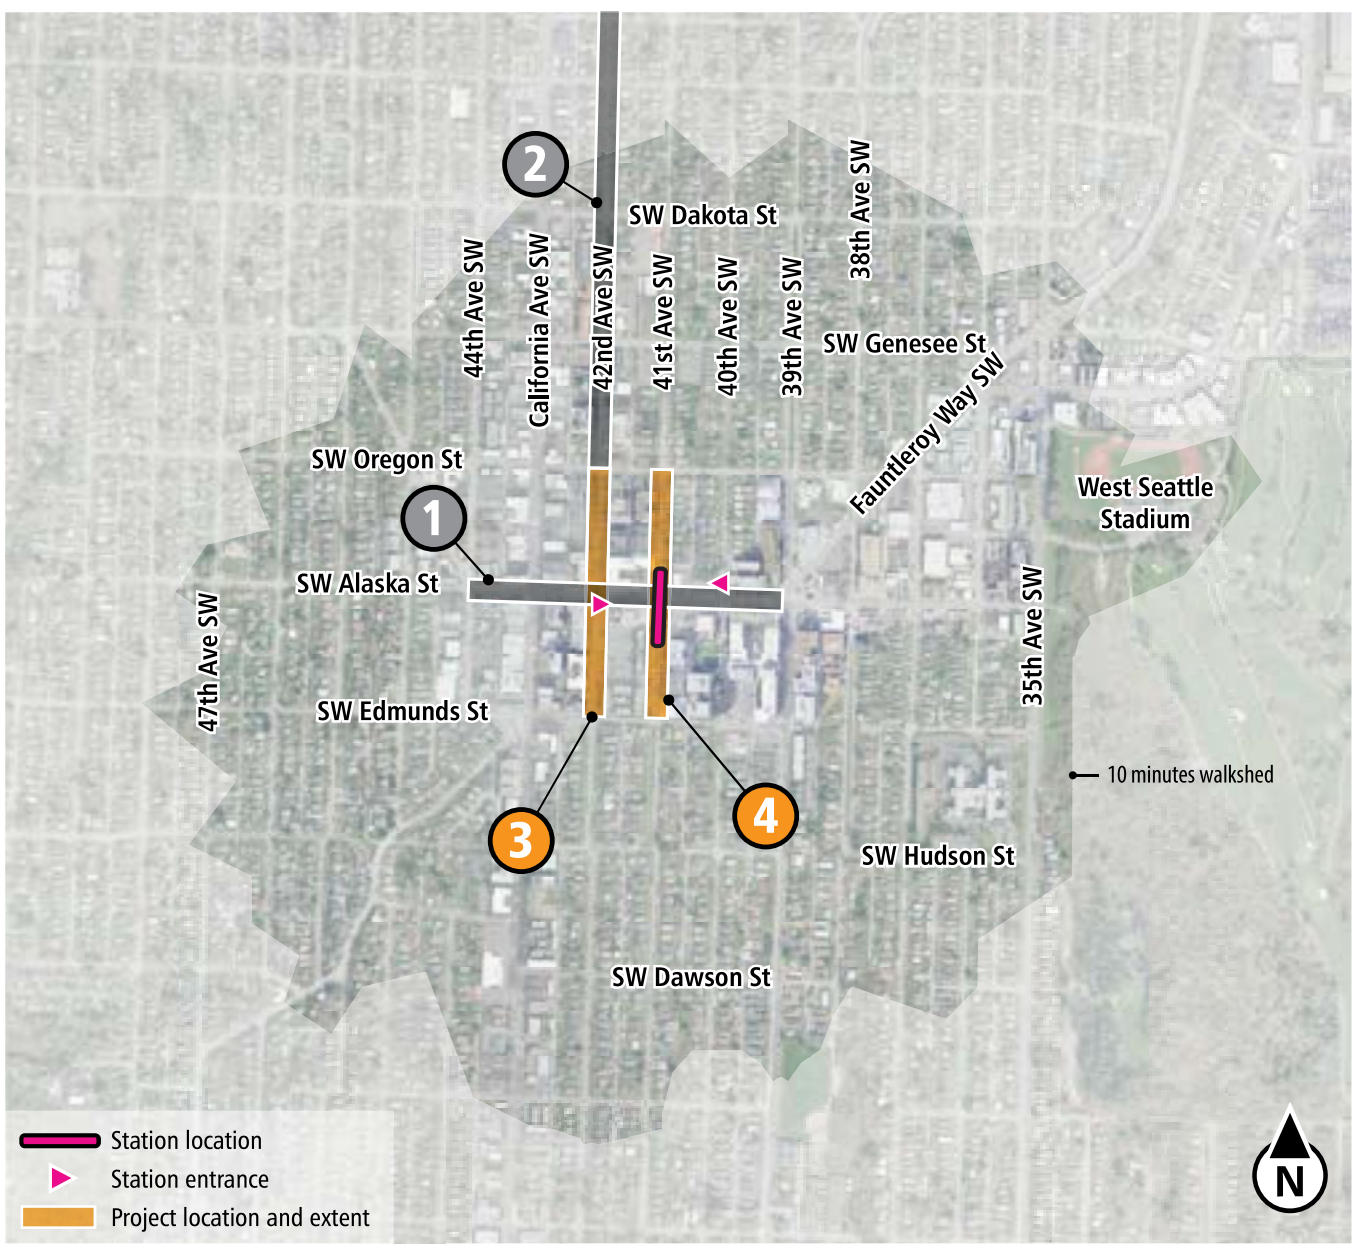 2
SW Dakota St
38th Ave SW
44th Ave SW
California Ave SW
42nd Ave SW
41st Ave SW
40th Ave SW
39th Ave SW
SW Genesee St
Fauntleroy Way SW
SW Oregon St
West Seattle
Stadium
1
SW Alaska St
47th Ave SW
35th Ave SW
SW Edmunds St
10 minutes walkshed
3
4
SW Hudson St
SW Dawson St
Station location
Station entrance
Project location and extent
N